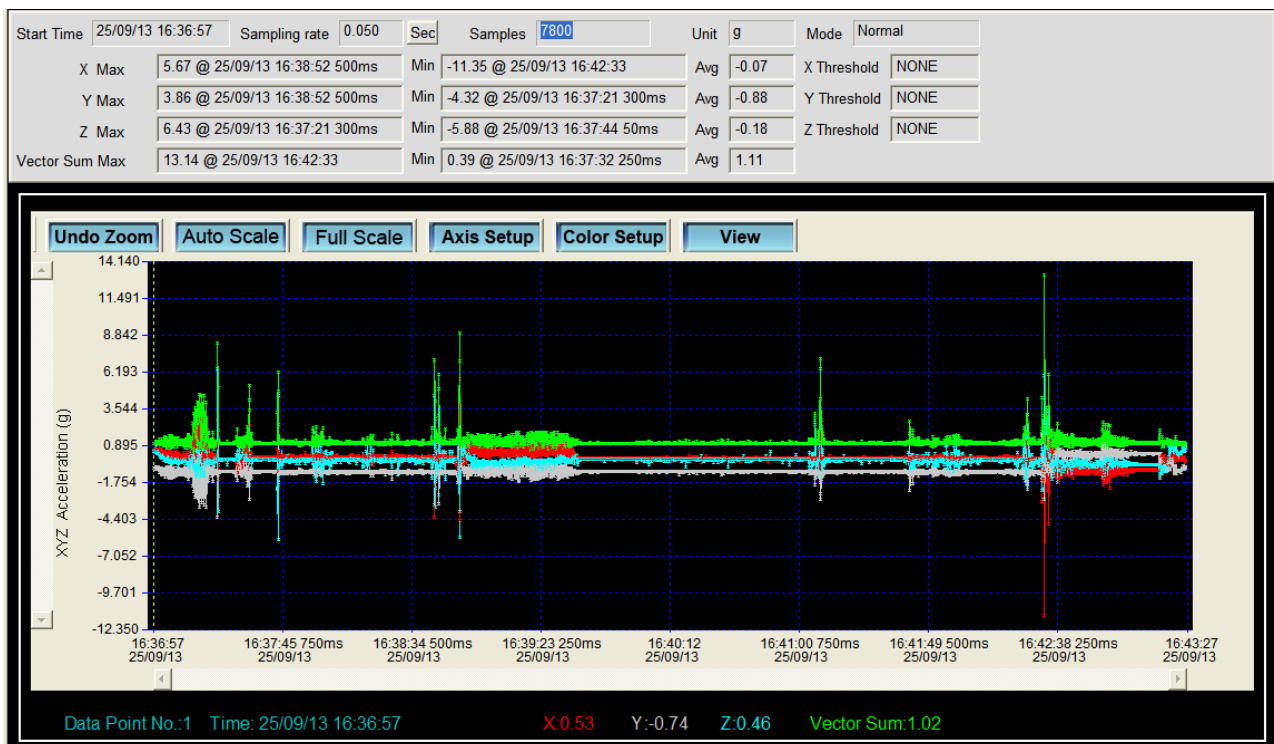 Start Time 25/09/13 16:36:57 Sampling rate 0.050 Sec Samples 7800 Unit g Mode Normal
X Max 5.67 @ 25/09/13 16:38:52 500ms Min -11.35 @ 25/09/13 16:42:33 Avg -0.07 X Threshold NONE
Y Max 3.86 @ 25/09/13 16:38:52 500ms Min -4.32 @ 25/09/13 16:37:21 300ms Avg -0.88 Y Threshold NONE
Z Max 6.43 @ 25/09/13 16:37:21 300ms Min -5.88 @ 25/09/13 16:37:44 50ms Avg -0.18 Z Threshold NONE
Vector Sum Max 13.14 @ 25/09/13 16:42:33 Min 0.39 @ 25/09/13 16:37:32 250ms Avg 1.11
Undo Zoom Auto Scale Full Scale Axis Setup Color Setup View
14.140
11.491
8.842
6.193
3.544
0.895
-1.754
-4.403
-7.052
-9.701
-12.350
XYZ Acceleration (g)
16:36:57 16:37:45 750ms 16:38:34 500ms 16:39:23 250ms 16:40:12 16:41:00 750ms 16:41:49 500ms 16:42:38 250ms 16:43:27
25/09/13 25/09/13 25/09/13 25/09/13 25/09/13 25/09/13 25/09/13 25/09/13 25/09/13
Data Point No.:1 Time: 25/09/13 16:36:57 X:0.53 Y:-0.74 Z:0.46 Vector Sum:1.02